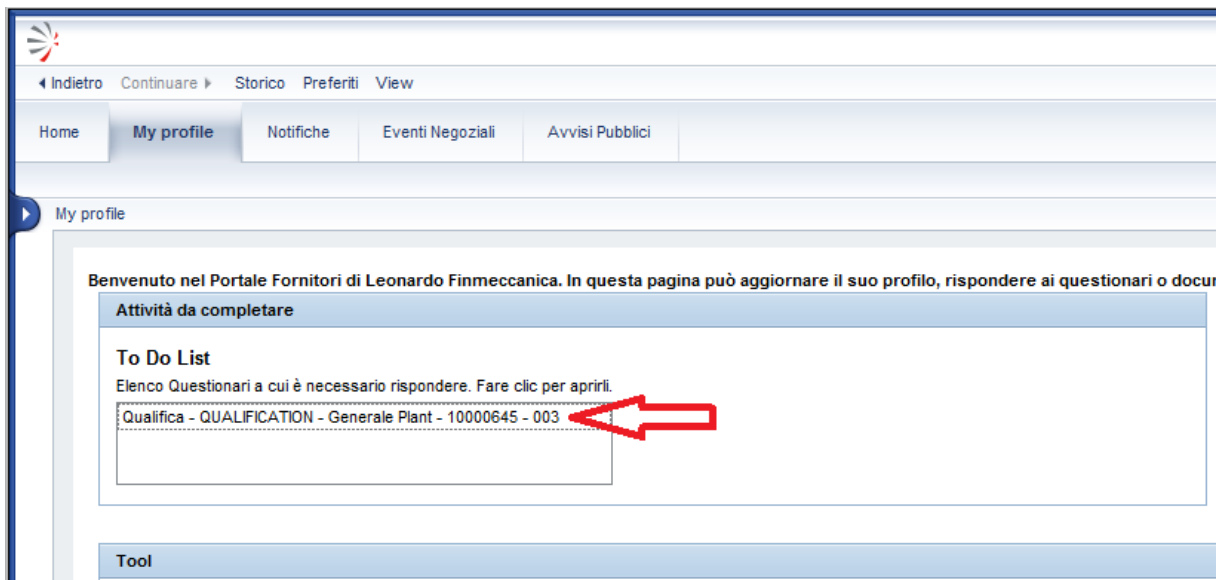 Indietro Continuare Storico Preferiti View
Home My profile Notifiche Eventi Negoziali Avvisi Pubblici
My profile
Benvenuto nel Portale Fornitori di Leonardo Finmeccanica. In questa pagina può aggiornare il suo profilo, rispondere ai questionari o docu
Attività da completare
To Do List
Elenco Questionari a cui è necessario rispondere. Fare clic per aprirli.
Qualifica - QUALIFICATION - Generale Plant - 10000645 - 003
Tool